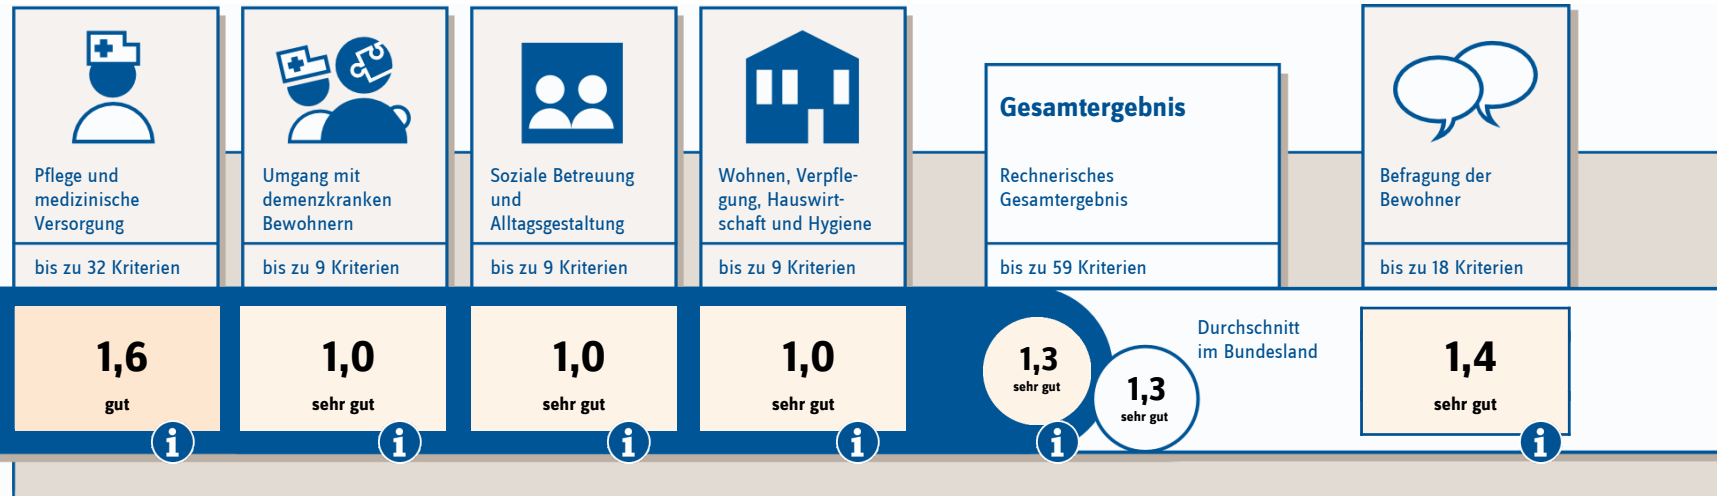 Pflege und
medizinische
Versorgung
bis zu 32 Kriterien
1,6
gut
Umgang mit
demenzkranken
Bewohnern
bis zu 9 Kriterien
1,0
sehr gut
Soziale Betreuung
und
Alltagsgestaltung
bis zu 9 Kriterien
1,0
sehr gut
Wohnen, Verpfle-
gung, Hauswirt-
schaft und Hygiene
bis zu 9 Kriterien
1,0
sehr gut
Gesamtergebnis
Rechnerisches
Gesamtergebnis
bis zu 59 Kriterien
1,3
sehr gut
Durchschnitt
im Bundesland
1,3
sehr gut
Befragung der
Bewohner
bis zu 18 Kriterien
1,4
sehr gut